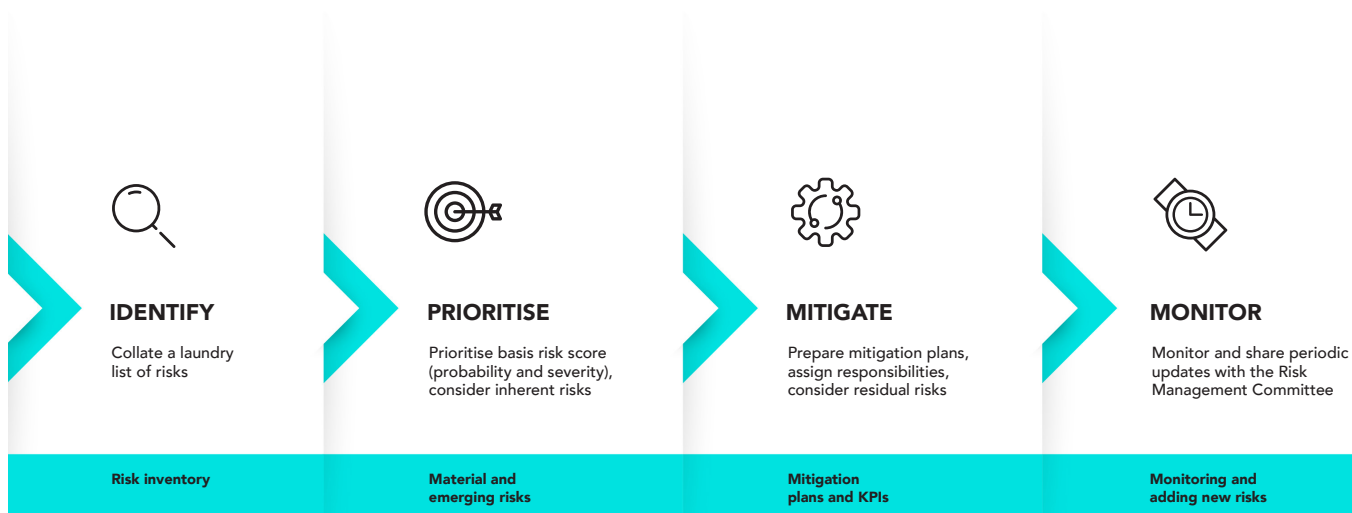 IDENTIFY
Collate a laundry
list of risks
Risk inventory
PRIORITISE
Prioritise basis risk score
(probability and severity),
consider inherent risks
Material and
emerging risks
MITIGATE
Prepare mitigation plans,
assign responsibilities,
consider residual risks
Mitigation
plans and KPIs
MONITOR
Monitor and share periodic
updates with the Risk
Management Committee
Monitoring and
adding new risks